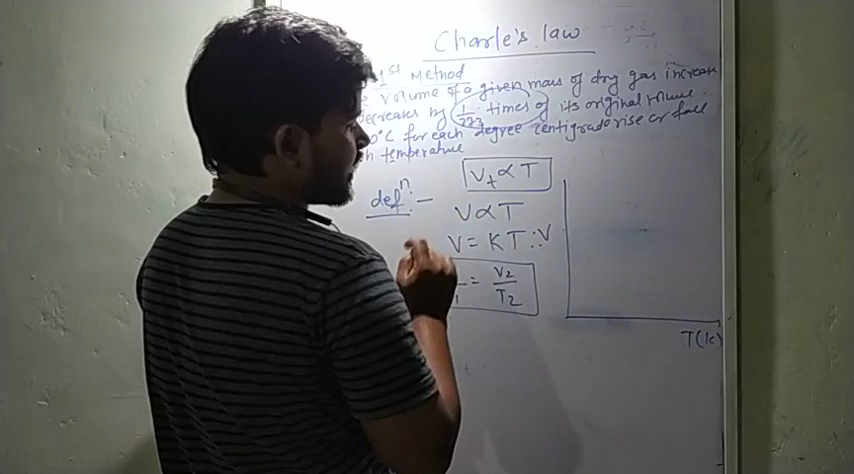 Charle's law
1st Method
volume of a given mass of dry gas increase
decreases by 1/273 times of its original volume
0°C for each degree centigrade rise or fall
temperature
Vt ∝ T
defn: –
V ∝ T
V = KT ∴ V
= V2/T2
T(k)